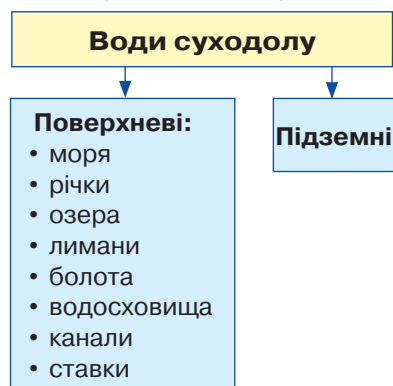 Води суходолу
Поверхневі:
• моря
• річки
• озера
• лимани
• болота
• водосховища
• канали
• ставки
Підземні